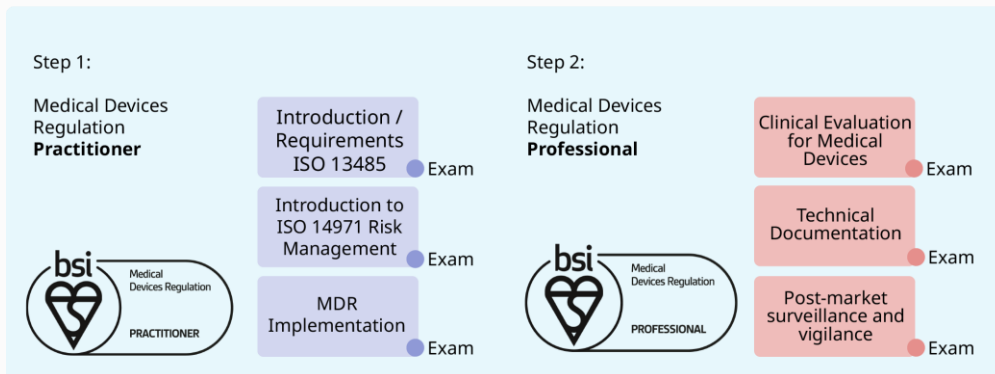 Step 1:
Medical Devices
Regulation
Practitioner
Introduction /
Requirements
ISO 13485
Exam
Introduction to
ISO 14971 Risk
Management
Exam
MDR
Implementation
Exam
bsi
Medical
Devices Regulation
PRACTITIONER
Step 2:
Medical Devices
Regulation
Professional
Clinical Evaluation
for Medical
Devices
Exam
Technical
Documentation
Exam
Post-market
surveillance and
vigilance
Exam
bsi
Medical
Devices Regulation
PROFESSIONAL